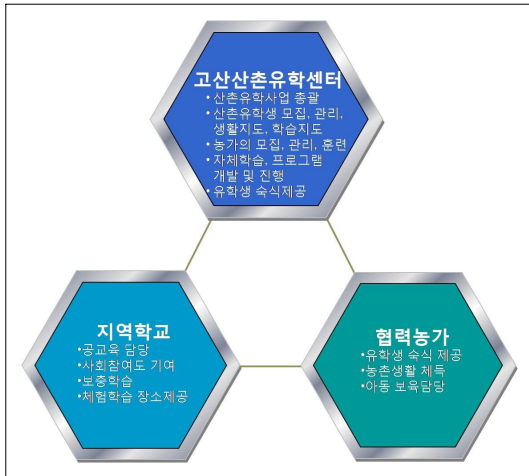 고산산촌유학센터
•산촌유학사업 총괄
•산촌유학생 모집, 관리,
생활지도, 학습지도
•농가의 모집, 관리, 훈련
•자체학습, 프로그램
개발 및 진행
•유학생 숙식제공
지역학교
•공교육 담당
•사회참여도 기여
•보충학습
•체험학습 장소제공
협력농가
•유학생 숙식 제공
•농촌생활 체득
•아동 보육담당